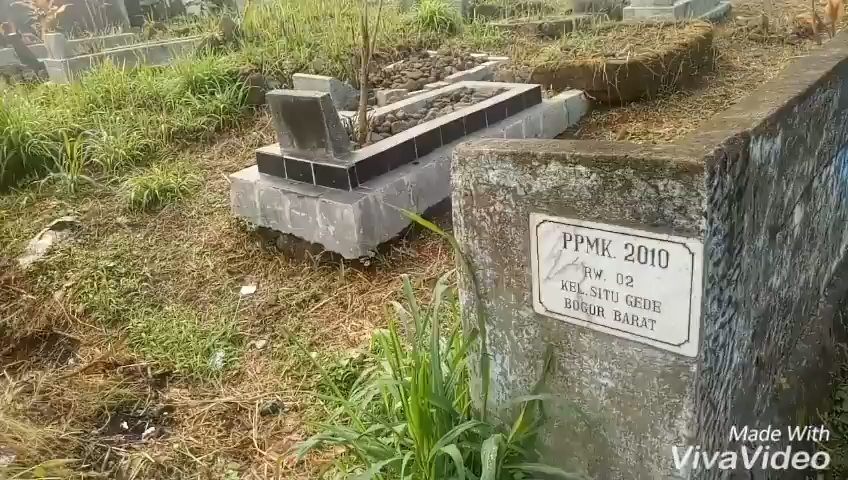 PPMK. 2010
RW. 02
KEL. SITU GEDE
BOGOR BARAT
Made With
VivaVideo